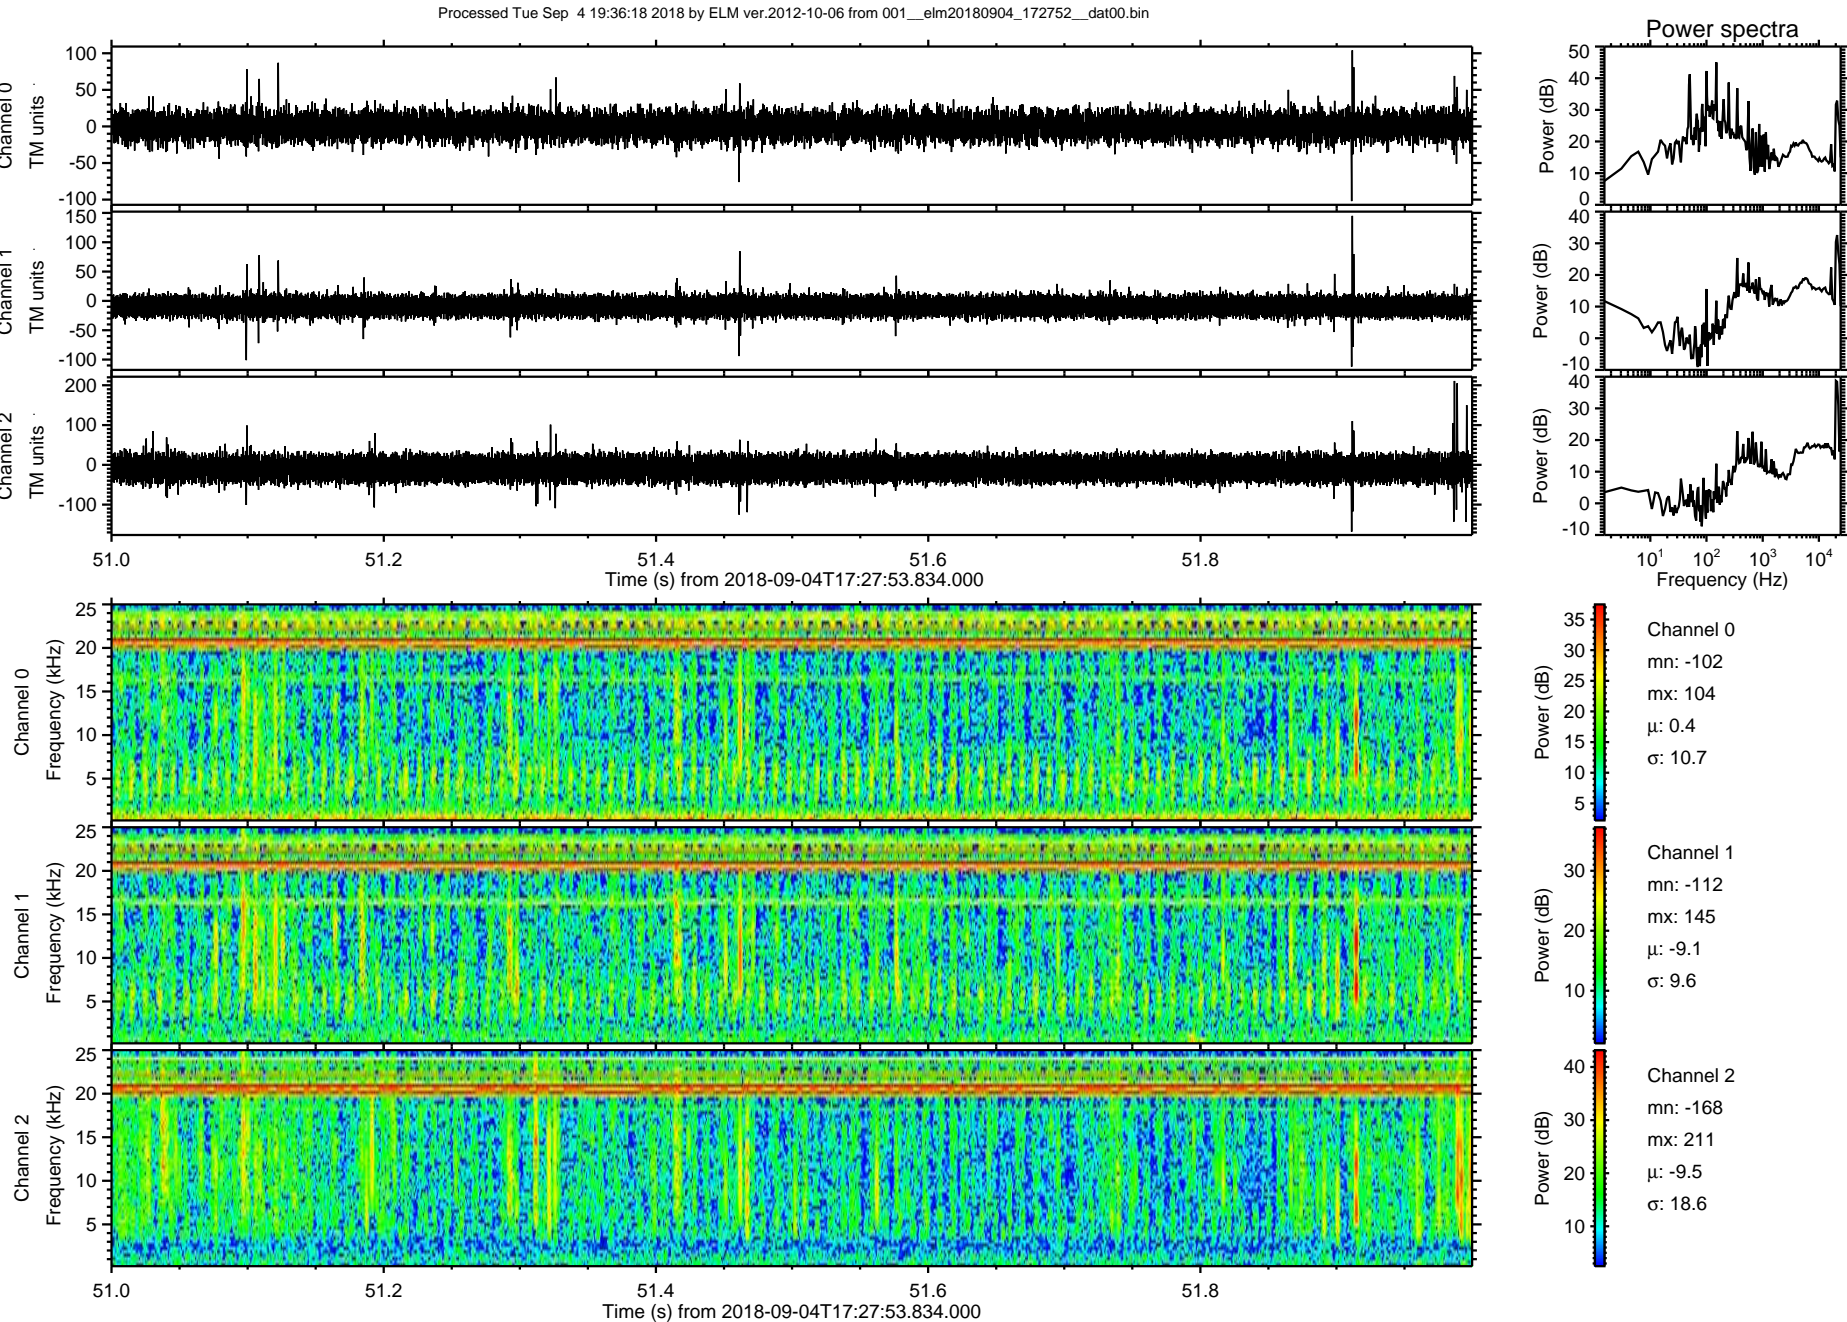 Processed Tue Sep  4 19:36:18 2018 by ELM ver.2012-10-06 from 001__elm20180904_172752__dat00.bin
Power spectra
Channel 0
TM units
100
50
0
-50
-100
Power (dB)
50
40
30
20
10
0
Channel 1
TM units
150
100
50
0
-50
-100
Power (dB)
40
30
20
10
0
-10
Channel 2
TM units
200
100
0
-100
Power (dB)
40
30
20
10
0
-10
51.0 51.2 51.4 51.6 51.8
Time (s) from 2018-09-04T17:27:53.834.000
10¹ 10² 10³ 10⁴
Frequency (Hz)
Channel 0
Frequency (kHz)
25
20
15
10
5
Power (dB)
35
30
25
20
15
10
5
Channel 0
mn: -102
mx: 104
μ: 0.4
σ: 10.7
Channel 1
Frequency (kHz)
25
20
15
10
5
Power (dB)
30
20
10
Channel 1
mn: -112
mx: 145
μ: -9.1
σ: 9.6
Channel 2
Frequency (kHz)
25
20
15
10
5
Power (dB)
40
30
20
10
Channel 2
mn: -168
mx: 211
μ: -9.5
σ: 18.6
51.0 51.2 51.4 51.6 51.8
Time (s) from 2018-09-04T17:27:53.834.000